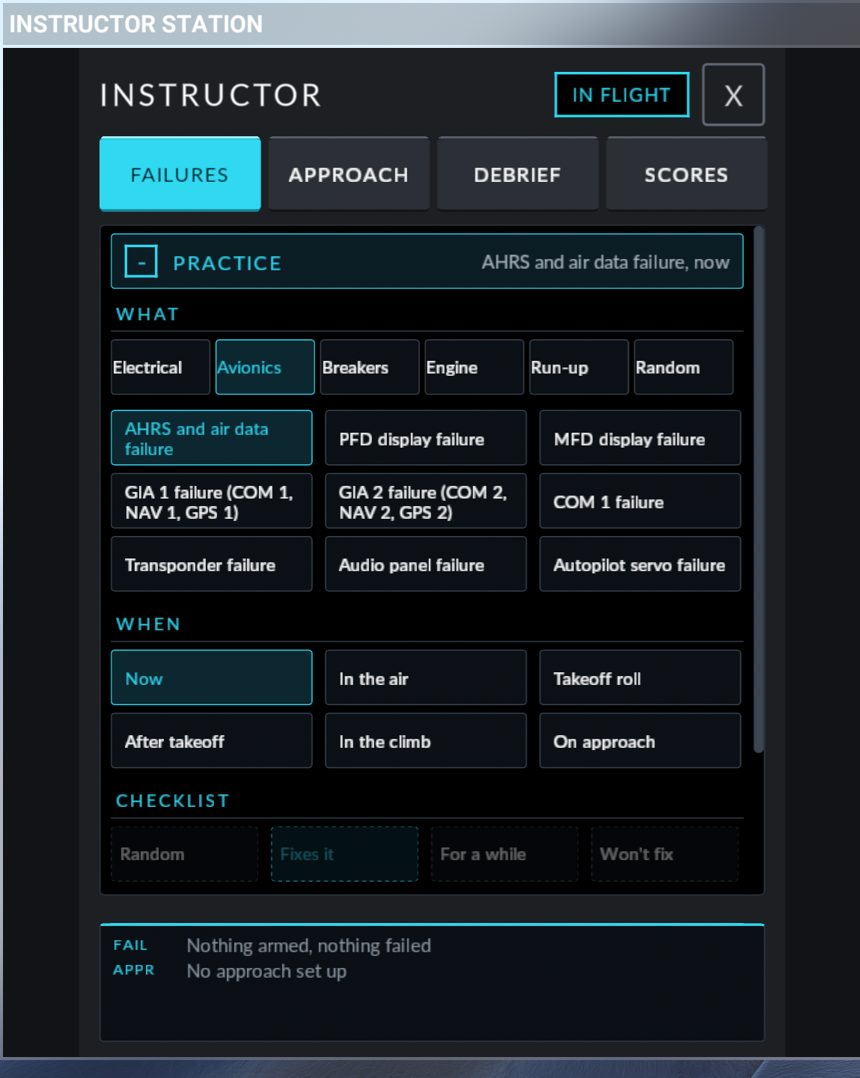 INSTRUCTOR STATION
INSTRUCTOR
IN FLIGHT
X
FAILURES
APPROACH
DEBRIEF
SCORES
-
PRACTICE
AHRS and air data failure, now
WHAT
Electrical
Avionics
Breakers
Engine
Run-up
Random
AHRS and air data
failure
PFD display failure
MFD display failure
GIA 1 failure (COM 1,
NAV 1, GPS 1)
GIA 2 failure (COM 2,
NAV 2, GPS 2)
COM 1 failure
Transponder failure
Audio panel failure
Autopilot servo failure
WHEN
Now
In the air
Takeoff roll
After takeoff
In the climb
On approach
CHECKLIST
Random
Fixes it
For a while
Won't fix
FAIL Nothing armed, nothing failed
APPR No approach set up